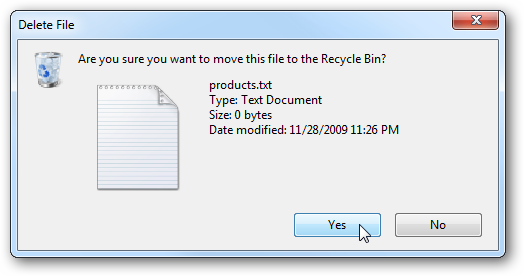 Delete File
Are you sure you want to move this file to the Recycle Bin?
products.txt
Type: Text Document
Size: 0 bytes
Date modified: 11/28/2009 11:26 PM
Yes
No